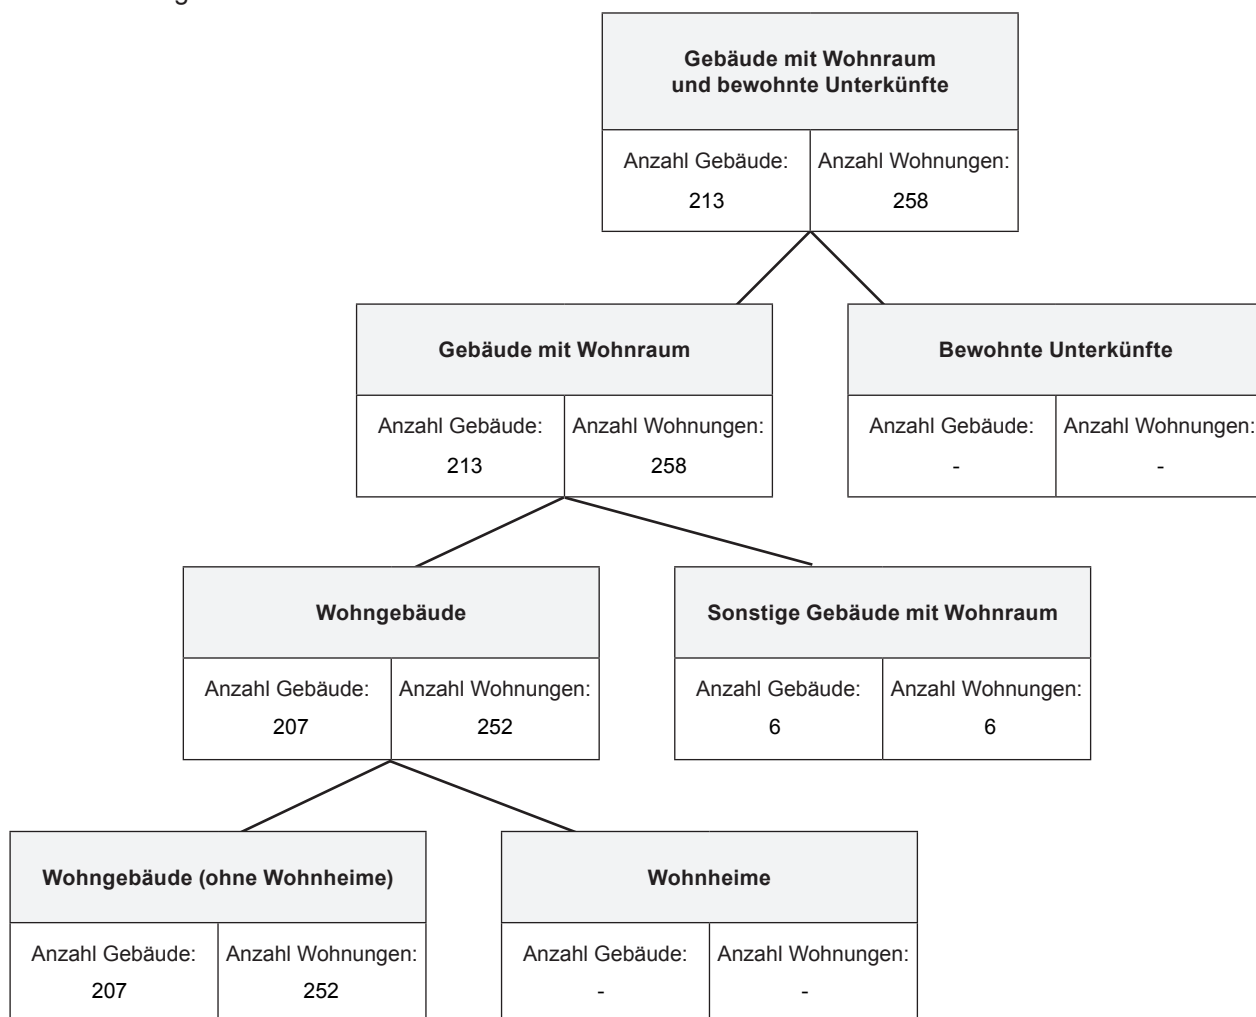 Gebäude mit Wohnraum
und bewohnte Unterkünfte
Anzahl Gebäude: Anzahl Wohnungen:
213 258
Gebäude mit Wohnraum
Anzahl Gebäude: Anzahl Wohnungen:
213 258
Bewohnte Unterkünfte
Anzahl Gebäude: Anzahl Wohnungen:
- -
Wohngebäude
Anzahl Gebäude: Anzahl Wohnungen:
207 252
Sonstige Gebäude mit Wohnraum
Anzahl Gebäude: Anzahl Wohnungen:
6 6
Wohngebäude (ohne Wohnheime)
Anzahl Gebäude: Anzahl Wohnungen:
207 252
Wohnheime
Anzahl Gebäude: Anzahl Wohnungen:
- -